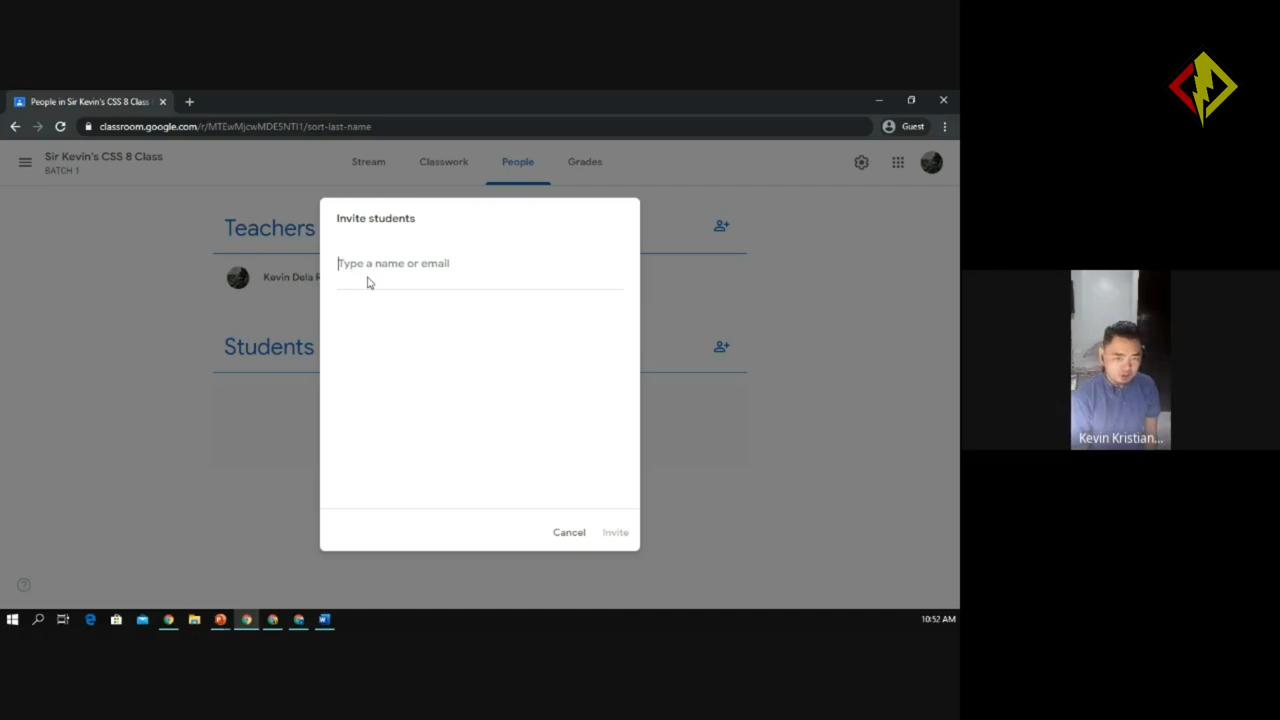 People in Sir Kevin's CSS 8 Class
classroom.google.com/r/MTEwMjcwMDE5NTI1/sort-last-name
Guest
Sir Kevin's CSS 8 Class
BATCH 1
Stream
Classwork
People
Grades
Invite students
Type a name or email
Teachers
Kevin Dela R
Students
Cancel
Invite
Kevin Kristian...
10:52 AM